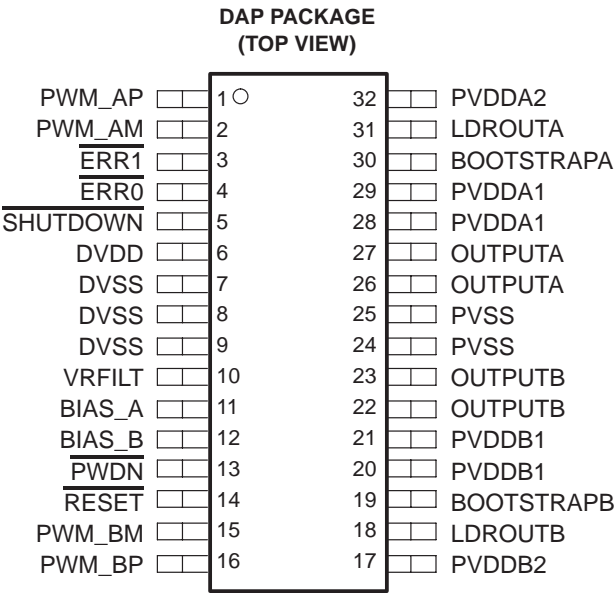 DAP PACKAGE
(TOP VIEW)
PWM_AP 1 32 PVDDA2
PWM_AM 2 31 LDROUTA
ERR1 3 30 BOOTSTRAPA
ERR0 4 29 PVDDA1
SHUTDOWN 5 28 PVDDA1
DVDD 6 27 OUTPUTA
DVSS 7 26 OUTPUTA
DVSS 8 25 PVSS
DVSS 9 24 PVSS
VRFILT 10 23 OUTPUTB
BIAS_A 11 22 OUTPUTB
BIAS_B 12 21 PVDDB1
PWDN 13 20 PVDDB1
RESET 14 19 BOOTSTRAPB
PWM_BM 15 18 LDROUTB
PWM_BP 16 17 PVDDB2